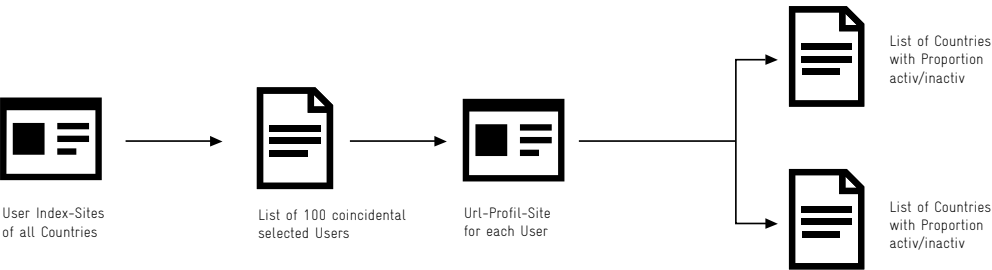 User Index-Sites
of all Countries
List of 100 coincidental
selected Users
Url-Profil-Site
for each User
List of Countries
with Proportion
activ/inactiv
List of Countries
with Proportion
activ/inactiv